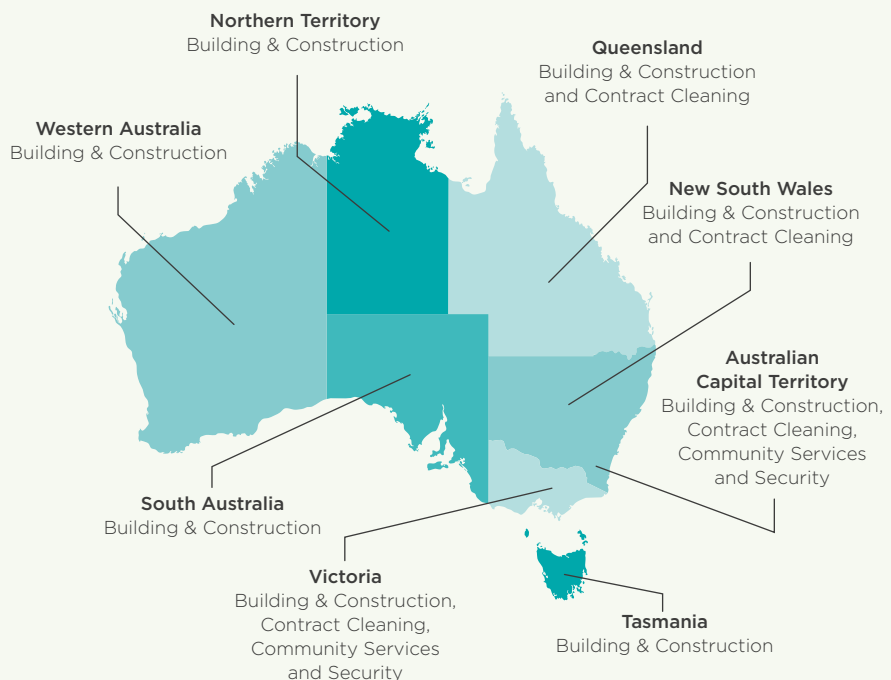 Northern Territory
Building & Construction
Queensland
Building & Construction
and Contract Cleaning
Western Australia
Building & Construction
New South Wales
Building & Construction
and Contract Cleaning
Australian
Capital Territory
Building & Construction,
Contract Cleaning,
Community Services
and Security
South Australia
Building & Construction
Victoria
Building & Construction,
Contract Cleaning,
Community Services
and Security
Tasmania
Building & Construction